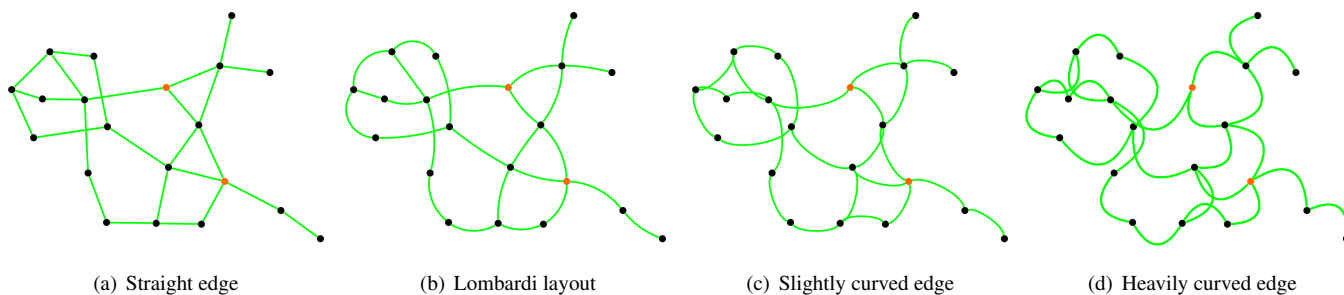 (a) Straight edge
(b) Lombardi layout
(c) Slightly curved edge
(d) Heavily curved edge